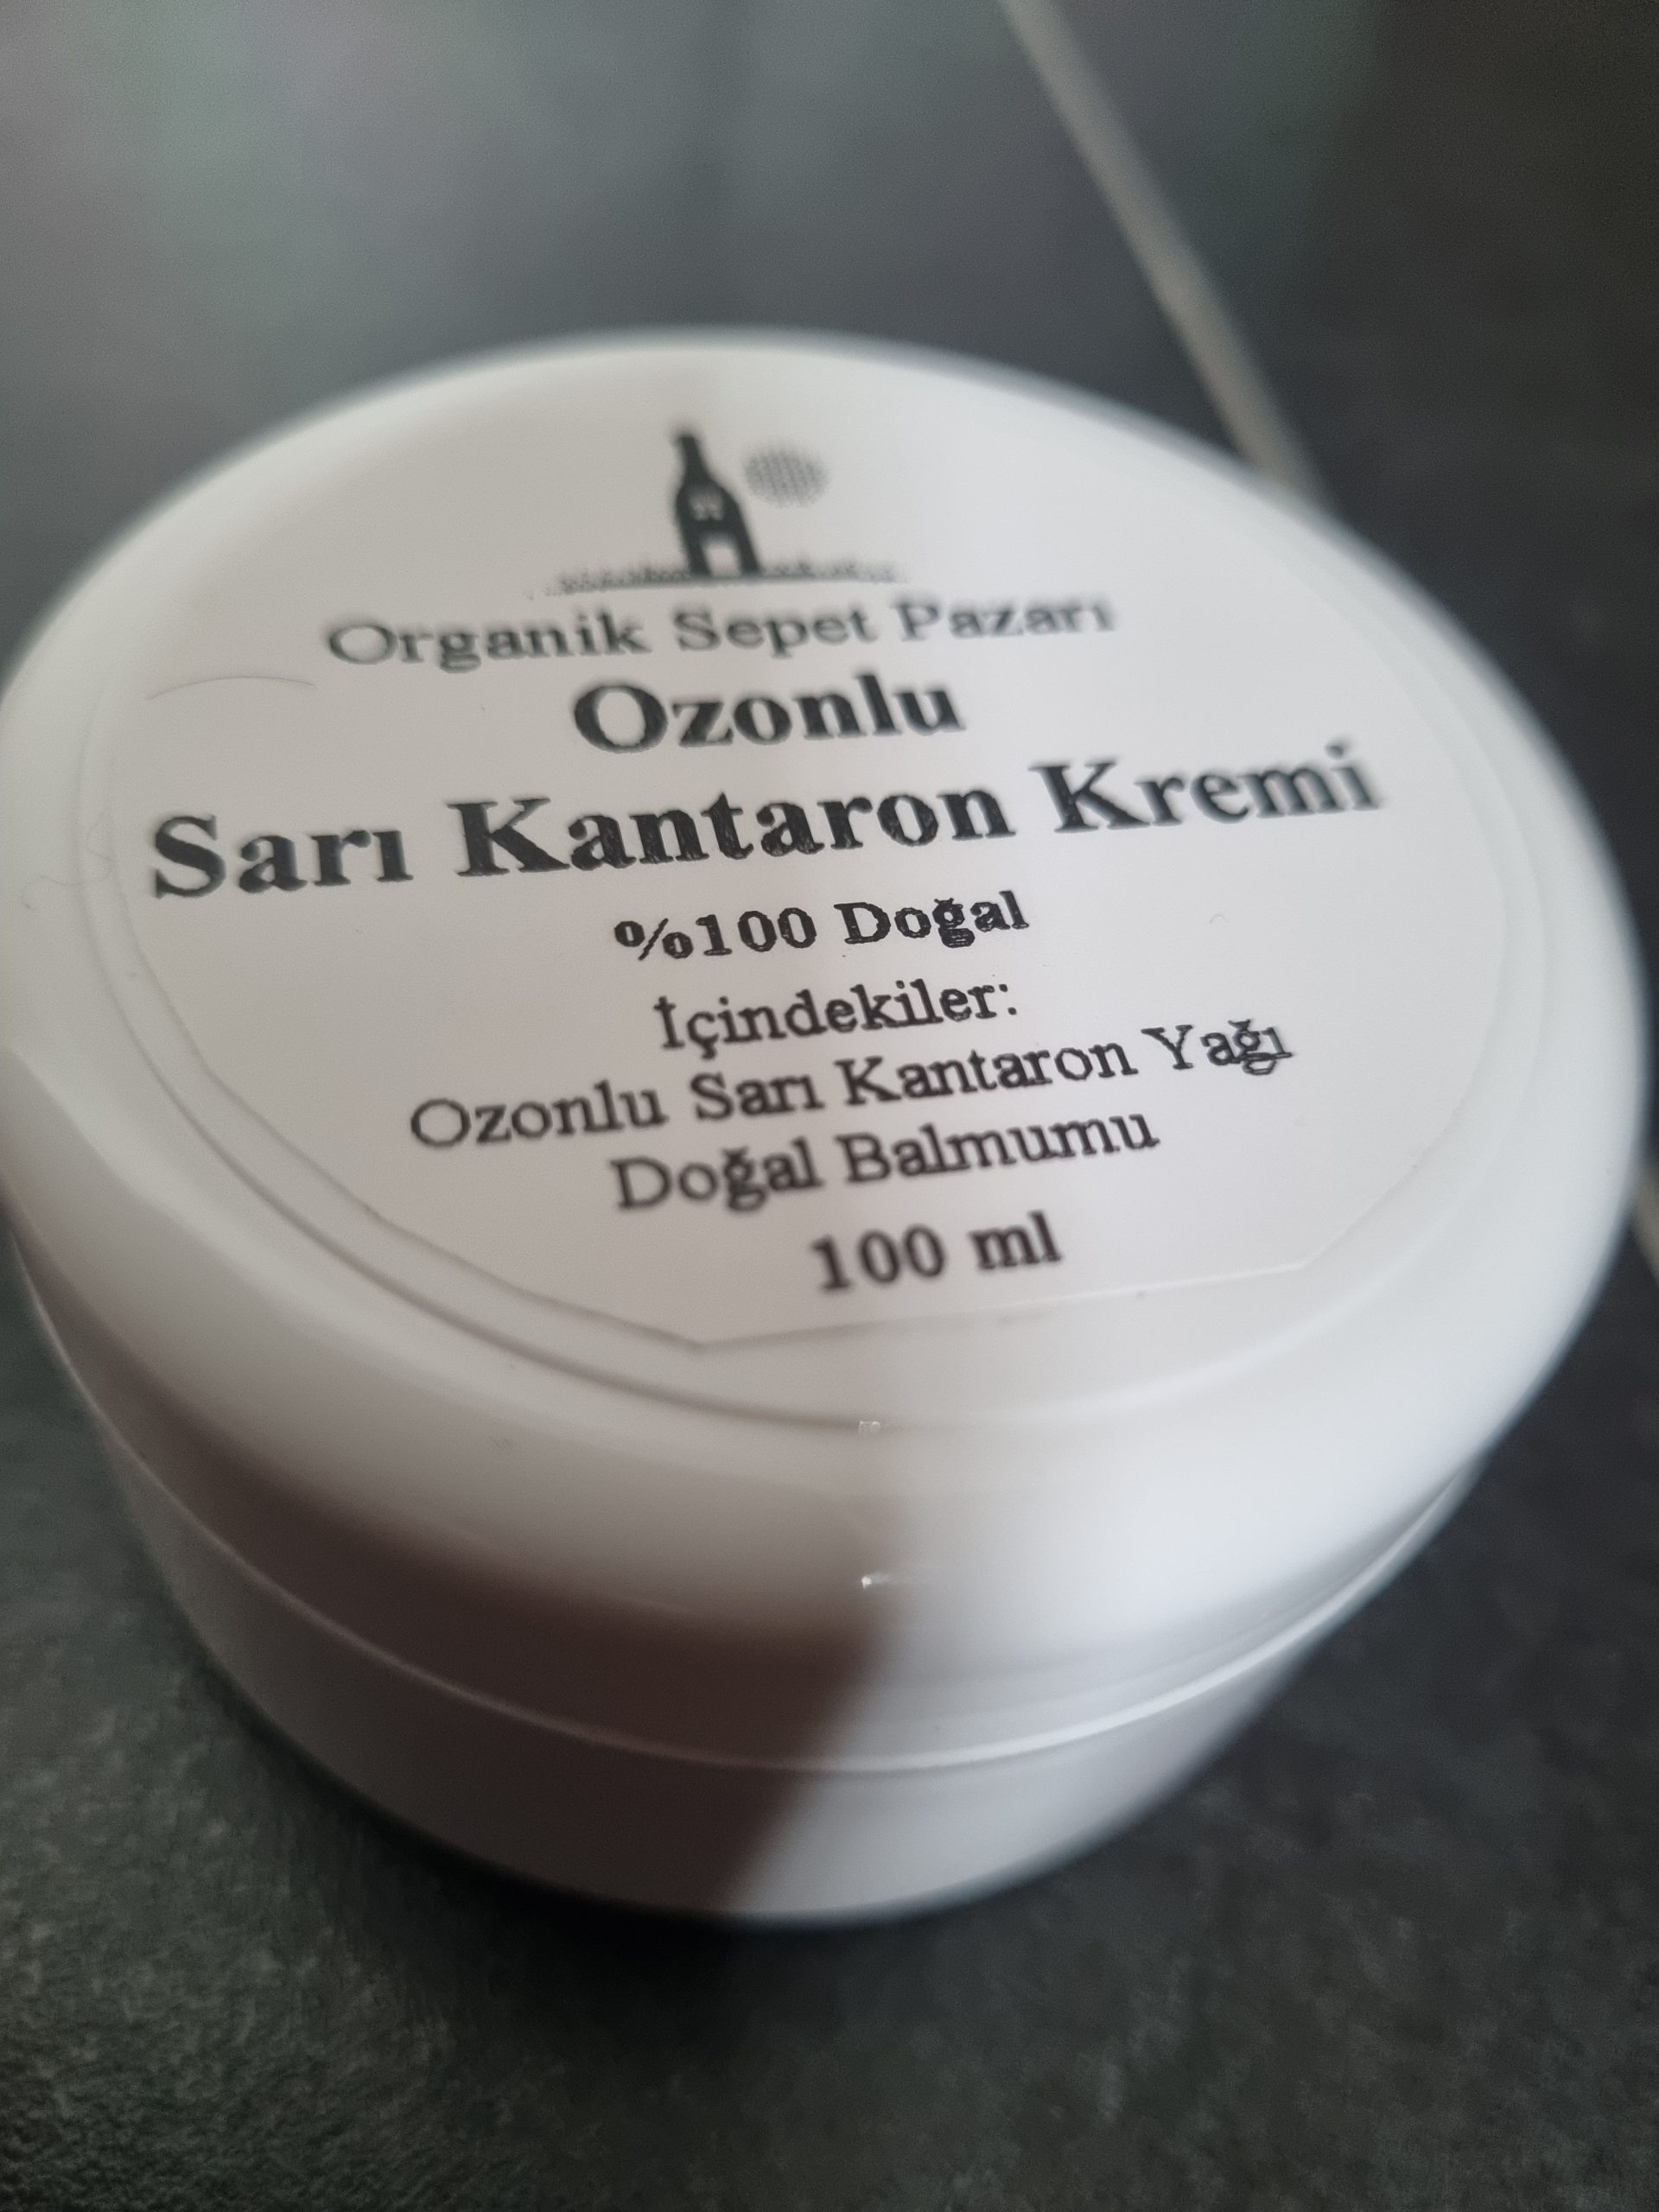 Organik Sepet Pazarı
Ozonlu
Sarı Kantaron Kremi
%100 Doğal
İçindekiler:
Ozonlu Sarı Kantaron Yağı
Doğal Balmumu
100 ml